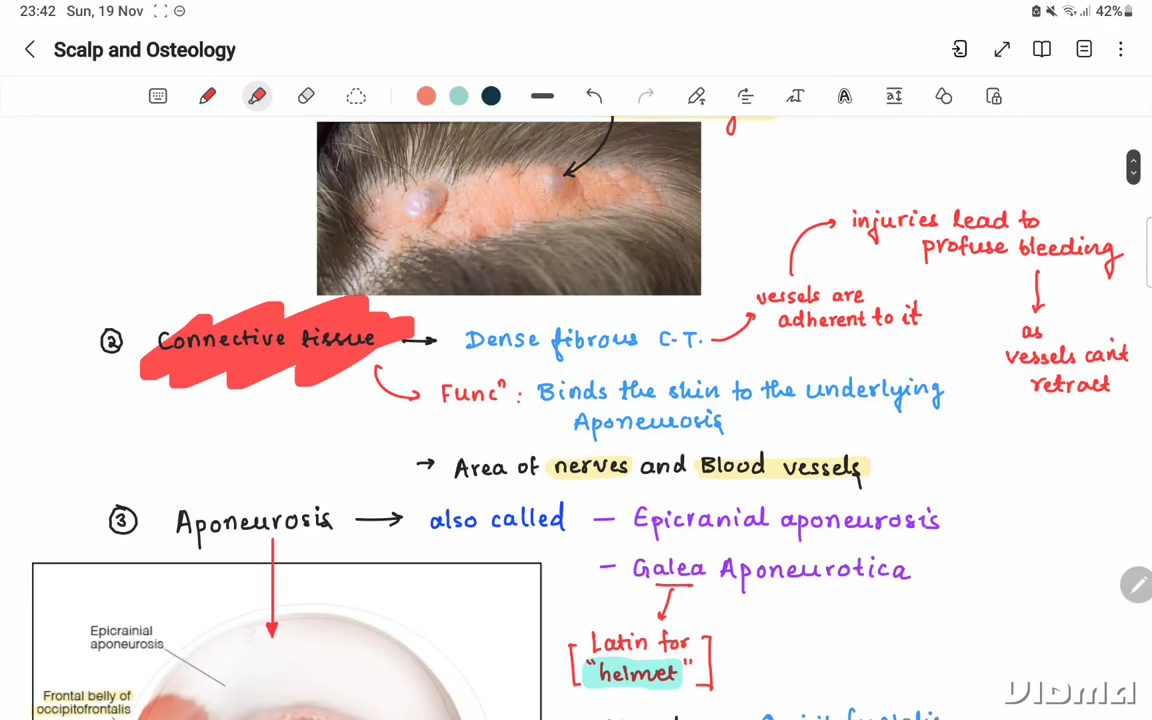 23:42 Sun, 19 Nov
42%
Scalp and Osteology
injuries lead to
profuse bleeding
vessels are
adherent to it
as
vessels can't
retract
② Connective tissue → Dense fibrous C.T.
Funcⁿ : Binds the skin to the underlying
Aponeurosis
→ Area of nerves and Blood vessels
③ Aponeurosis → also called – Epicranial aponeurosis
– Galea Aponeurotica
[Latin for
"helmet"]
Epicrainial
aponeurosis
Frontal belly of
occipitofrontalis
VIDMA